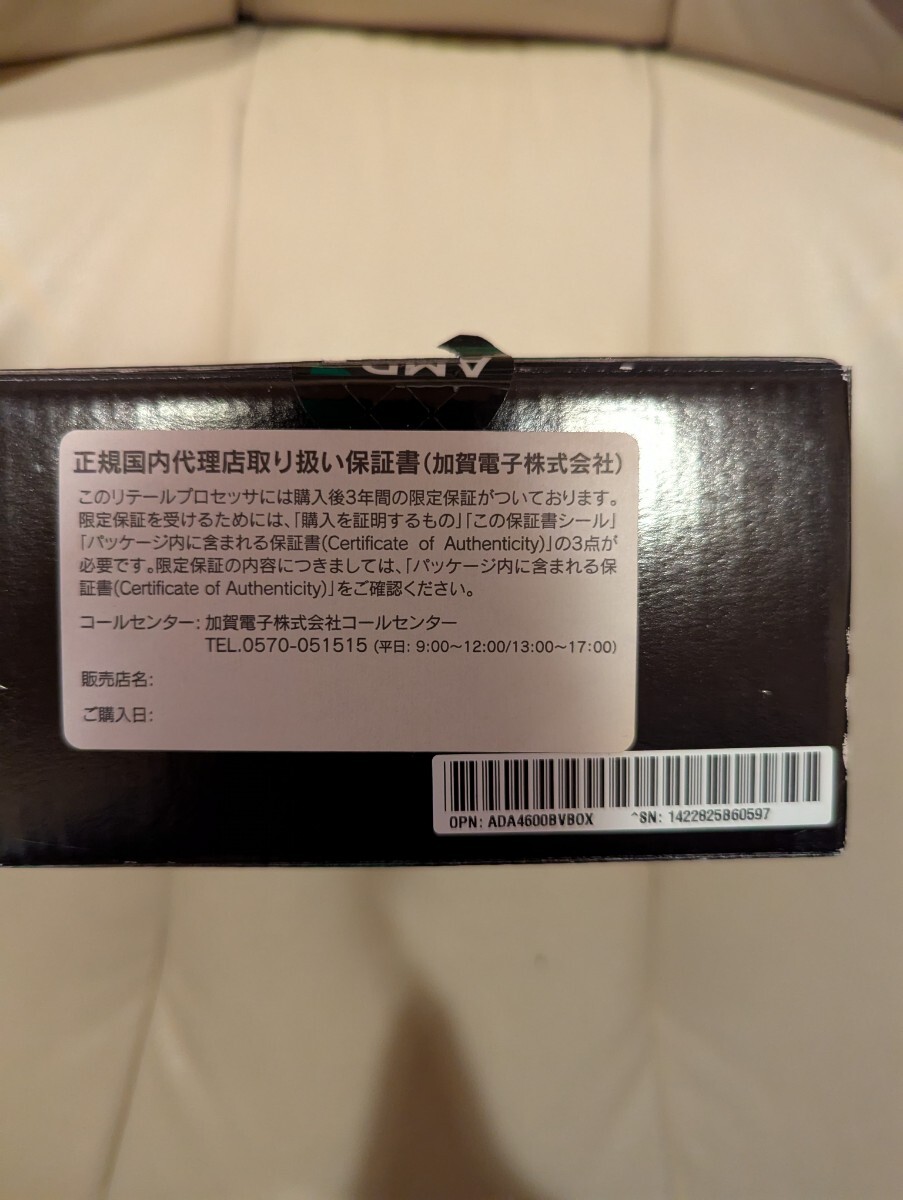 AMD
正規国内代理店取り扱い保証書(加賀電子株式会社)
このリテールプロセッサには購入後3年間の限定保証がついております。
限定保証を受けるためには、「購入を証明するもの」「この保証書シール」
「パッケージ内に含まれる保証書(Certificate of Authenticity)」の3点が
必要です。限定保証の内容につきましては、「パッケージ内に含まれる保
証書(Certificate of Authenticity)」をご確認ください。
コールセンター: 加賀電子株式会社コールセンター
TEL.0570-051515 (平日: 9:00～12:00/13:00～17:00)
販売店名:
ご購入日:
OPN: ADA4600BVBOX ^SN: 1422825B60597